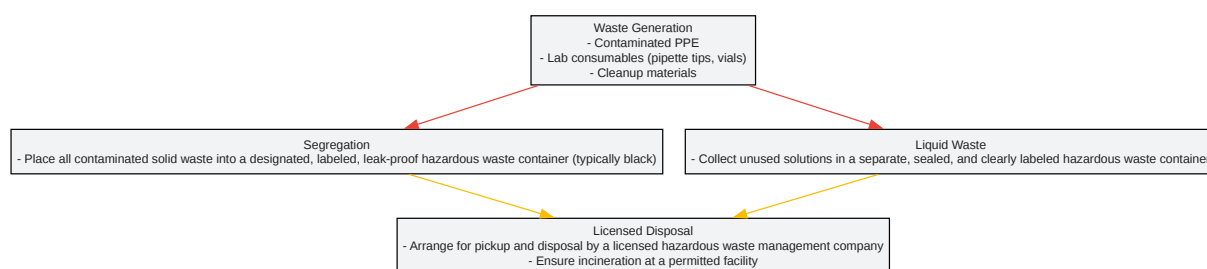 Waste Generation
- Contaminated PPE
- Lab consumables (pipette tips, vials)
- Cleanup materials
Segregation
- Place all contaminated solid waste into a designated, labeled, leak-proof hazardous waste container (typically black)
Liquid Waste
- Collect unused solutions in a separate, sealed, and clearly labeled hazardous waste container
Licensed Disposal
- Arrange for pickup and disposal by a licensed hazardous waste management company
- Ensure incineration at a permitted facility